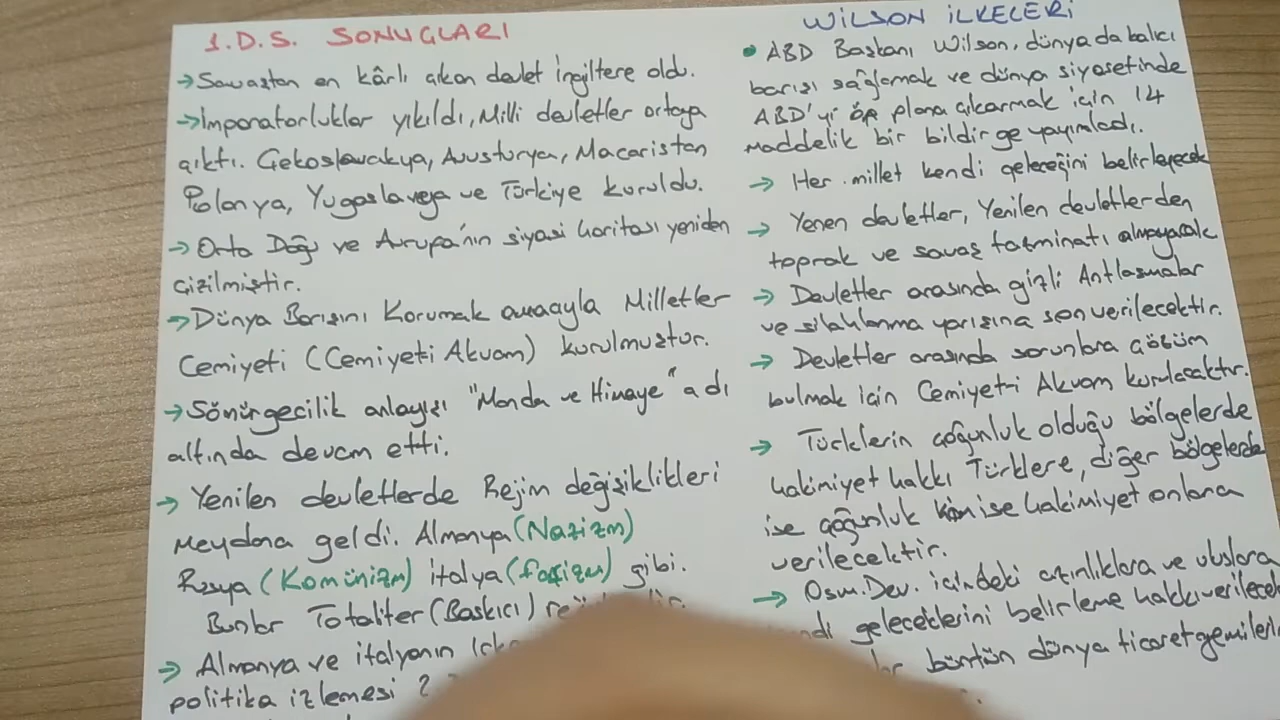 1.D.S. SONUÇLARI
→ Savaştan en kârlı çıkan devlet İngiltere oldu.
→ İmparatorluklar yıkıldı, Milli devletler ortaya
çıktı. Çekoslavakya, Avusturya, Macaristan
Polonya, Yugoslavya ve Türkiye kuruldu.
→ Orta Doğu ve Avrupa'nın siyasi haritası yeniden
çizilmiştir.
→ Dünya Barışını Korumak amacıyla Milletler
Cemiyeti (Cemiyeti Akvam) kurulmuştur.
→ Sömürgecilik anlayışı "Manda ve Himaye" adı
altında devam etti.
→ Yenilen devletlerde Rejim değişiklikleri
Meydana geldi. Almanya (Nazizm)
Rusya (Komünizm) İtalya (faşizm) gibi.
Bunlar Totaliter (Baskıcı)
→ Almanya ve İtalyanın
politika izlemesi 2.
WİLSON İLKELERİ
• ABD Başkanı Wilson, dünyada kalıcı
barışı sağlamak ve dünya siyasetinde
ABD'yi ön plana çıkarmak için 14
maddelik bir bildirge yayımladı.
→ Her millet kendi geleceğini belirleyecek
→ Yenen devletler, Yenilen devletlerden
toprak ve savaş tazminatı almayacak
→ Devletler arasında gizli Antlaşmalar
ve silahlanma yarışına son verilecektir.
→ Devletler arasında sorunlara çözüm
bulmak için Cemiyet-i Akvam kurulacaktır.
→ Türklerin çoğunluk olduğu bölgelerde
hakimiyet hakkı Türklere, diğer bölgelerde
ise çoğunluk kim ise hakimiyet onlara
verilecektir.
→ Osm. Dev. içindeki azınlıklara ve uluslara
geleceklerini belirleme hakkı verilecek
bütün dünya ticaret gemilerine